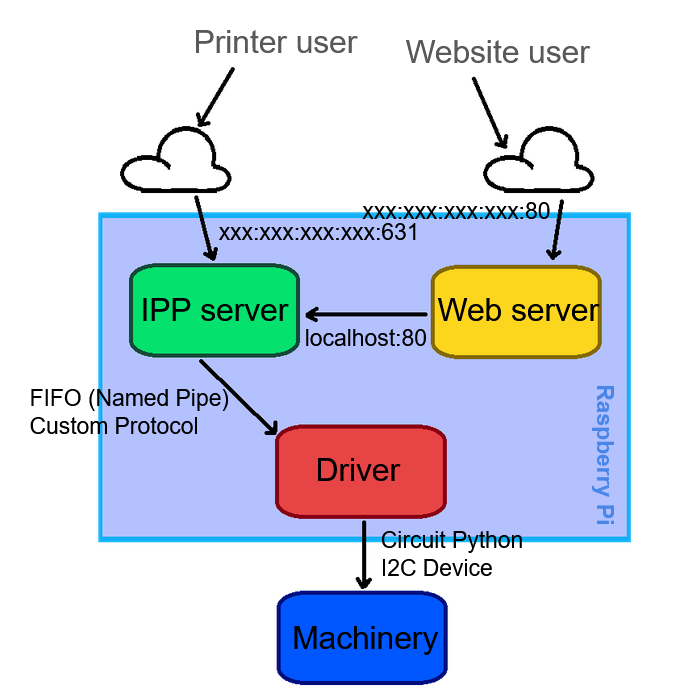 Printer user
Website user
xxx:xxx:xxx:xxx:80
xxx:xxx:xxx:xxx:631
IPP server
Web server
localhost:80
FIFO (Named Pipe)
Custom Protocol
Raspberry Pi
Driver
Circuit Python
I2C Device
Machinery